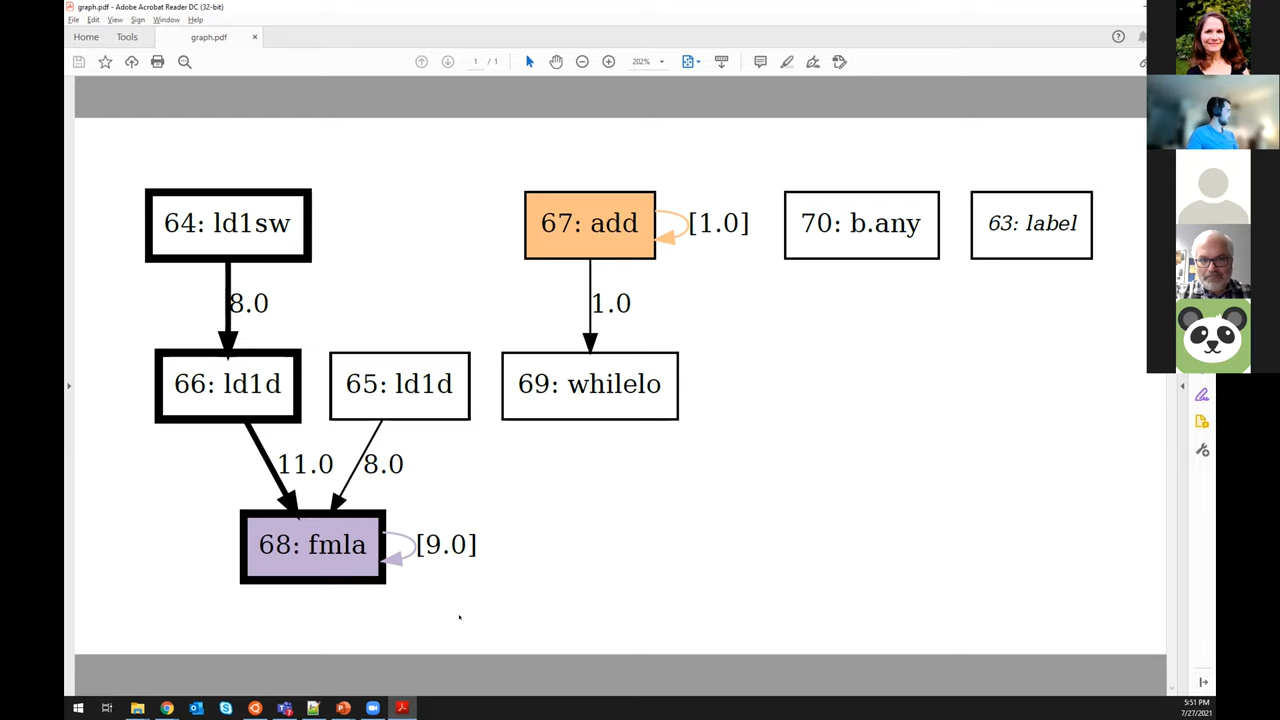 graph.pdf - Adobe Acrobat Reader DC (32-bit)
File Edit View Sign Window Help
Home Tools graph.pdf ×
1 / 1 202%
64: ld1sw
67: add
[1.0]
70: b.any
63: label
8.0
1.0
66: ld1d
65: ld1d
69: whilelo
11.0
8.0
68: fmla
[9.0]
5:51 PM
7/27/2021